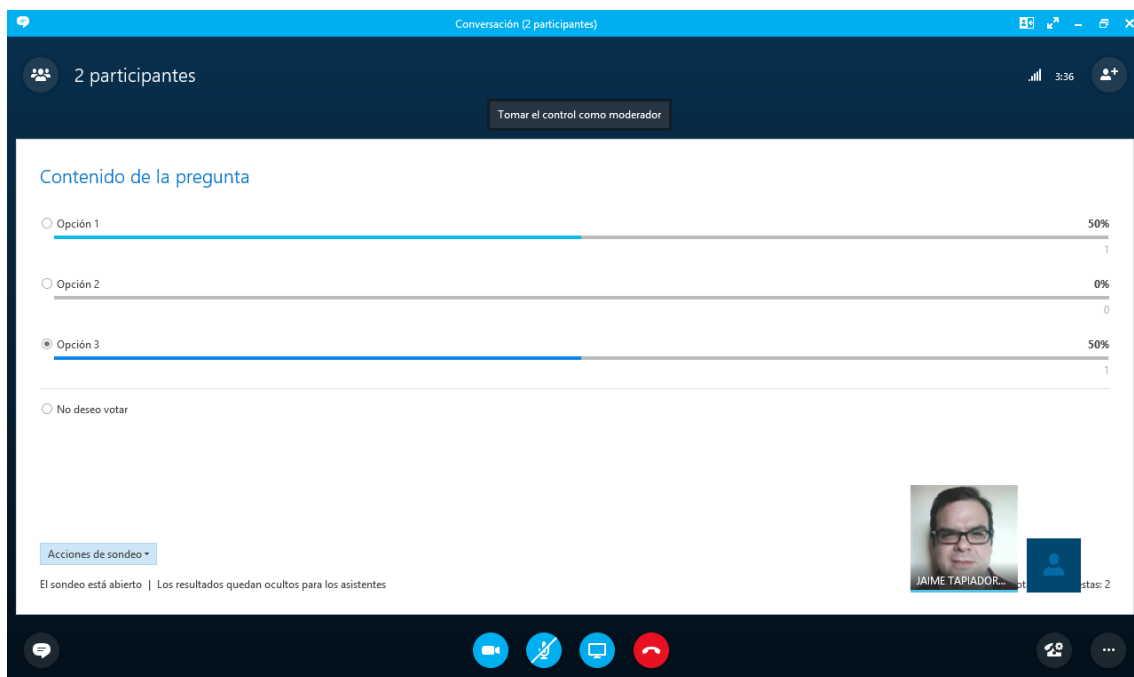 Conversación (2 participantes)
2 participantes
3:36
Tomar el control como moderador
Contenido de la pregunta
Opción 1 50%
1
Opción 2 0%
0
Opción 3 50%
1
No deseo votar
Acciones de sondeo
JAIME TAPIADOR...
El sondeo está abierto | Los resultados quedan ocultos para los asistentes
stas: 2